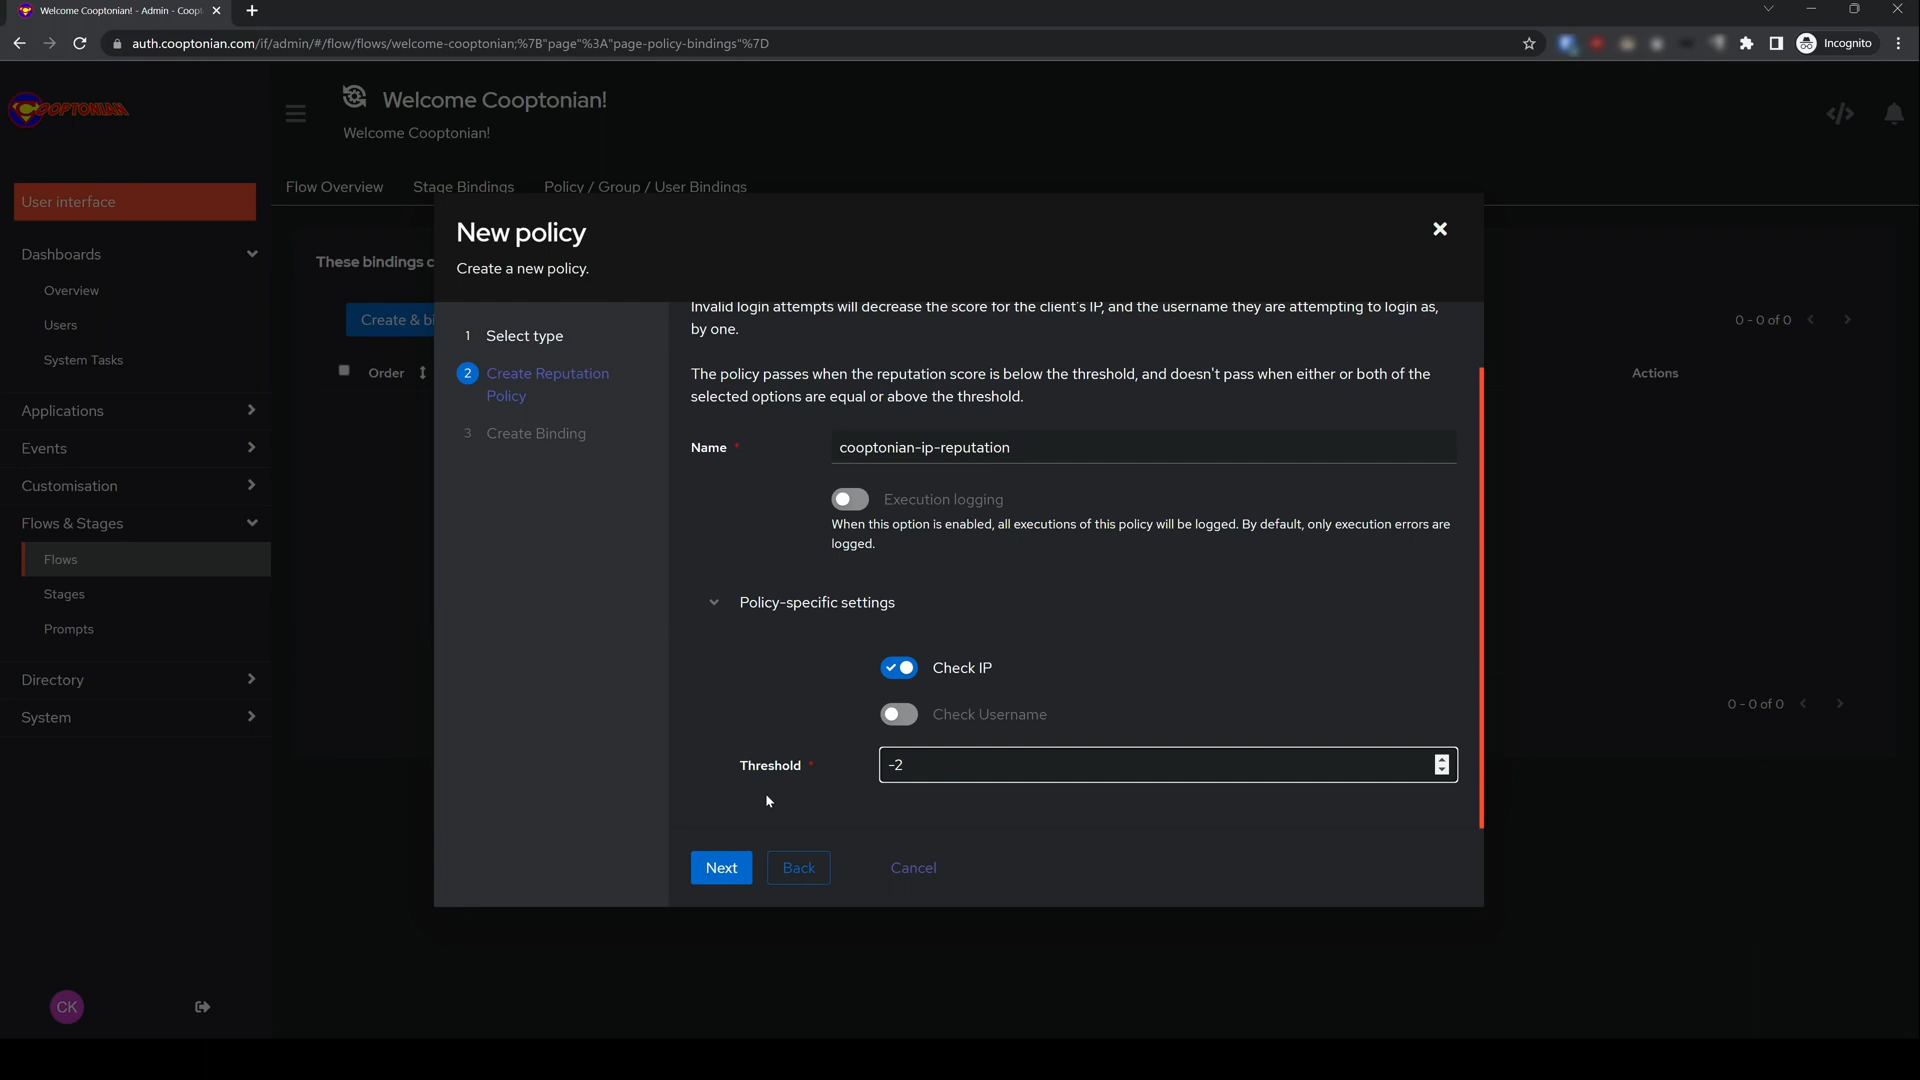 Welcome Cooptonian! - Admin - Coopt
auth.cooptonian.com/if/admin/#/flow/flows/welcome-cooptonian;%7B"page"%3A"page-policy-bindings"%7D
Incognito
COOPTONIAN
Welcome Cooptonian!
Welcome Cooptonian!
Flow Overview
Stage Bindings
Policy / Group / User Bindings
User interface
Dashboards
Overview
Users
System Tasks
Applications
Events
Customisation
Flows & Stages
Flows
Stages
Prompts
Directory
System
CK
These bindings c
Create & bi
0 - 0 of 0
Order
Actions
0 - 0 of 0
New policy
Create a new policy.
1 Select type
2 Create Reputation
Policy
3 Create Binding
Invalid login attempts will decrease the score for the client's IP, and the username they are attempting to login as,
by one.
The policy passes when the reputation score is below the threshold, and doesn't pass when either or both of the
selected options are equal or above the threshold.
Name *
cooptonian-ip-reputation
Execution logging
When this option is enabled, all executions of this policy will be logged. By default, only execution errors are
logged.
Policy-specific settings
Check IP
Check Username
Threshold *
-2
Next
Back
Cancel